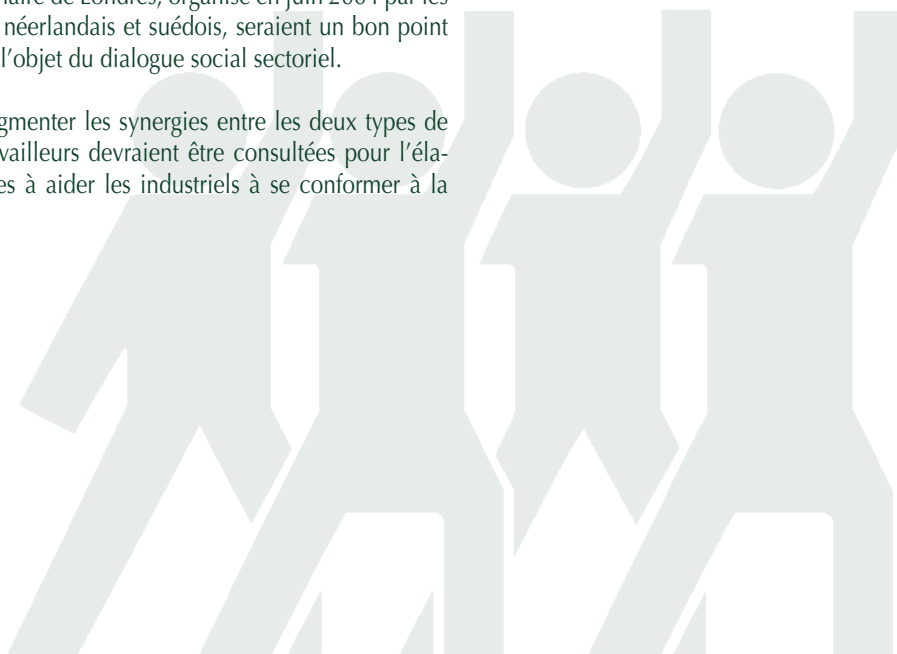 naire de Londres, organisé en juin 2004 par les
néerlandais et suédois, seraient un bon point
l’objet du dialogue social sectoriel.
gmenter les synergies entre les deux types de
vailleurs devraient être consultées pour l’éla-
es à aider les industriels à se conformer à la